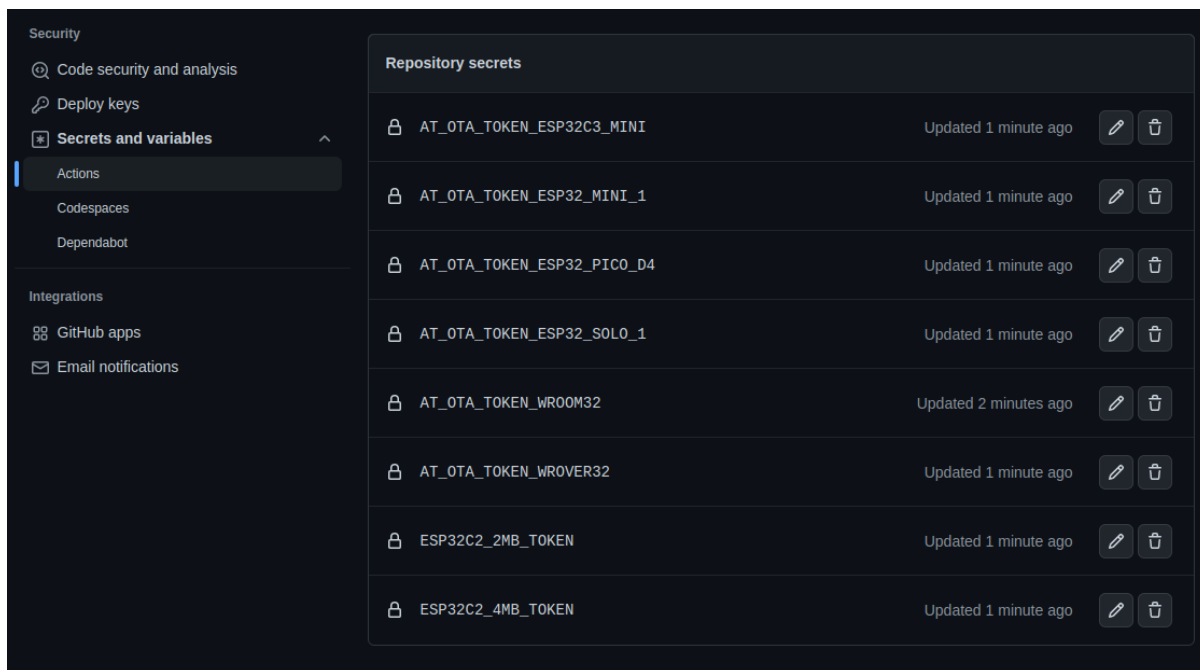 Security
Code security and analysis
Deploy keys
Secrets and variables
Actions
Codespaces
Dependabot
Integrations
GitHub apps
Email notifications
Repository secrets
AT_OTA_TOKEN_ESP32C3_MINI Updated 1 minute ago
AT_OTA_TOKEN_ESP32_MINI_1 Updated 1 minute ago
AT_OTA_TOKEN_ESP32_PICO_D4 Updated 1 minute ago
AT_OTA_TOKEN_ESP32_SOLO_1 Updated 1 minute ago
AT_OTA_TOKEN_WROOM32 Updated 2 minutes ago
AT_OTA_TOKEN_WROVER32 Updated 1 minute ago
ESP32C2_2MB_TOKEN Updated 1 minute ago
ESP32C2_4MB_TOKEN Updated 1 minute ago